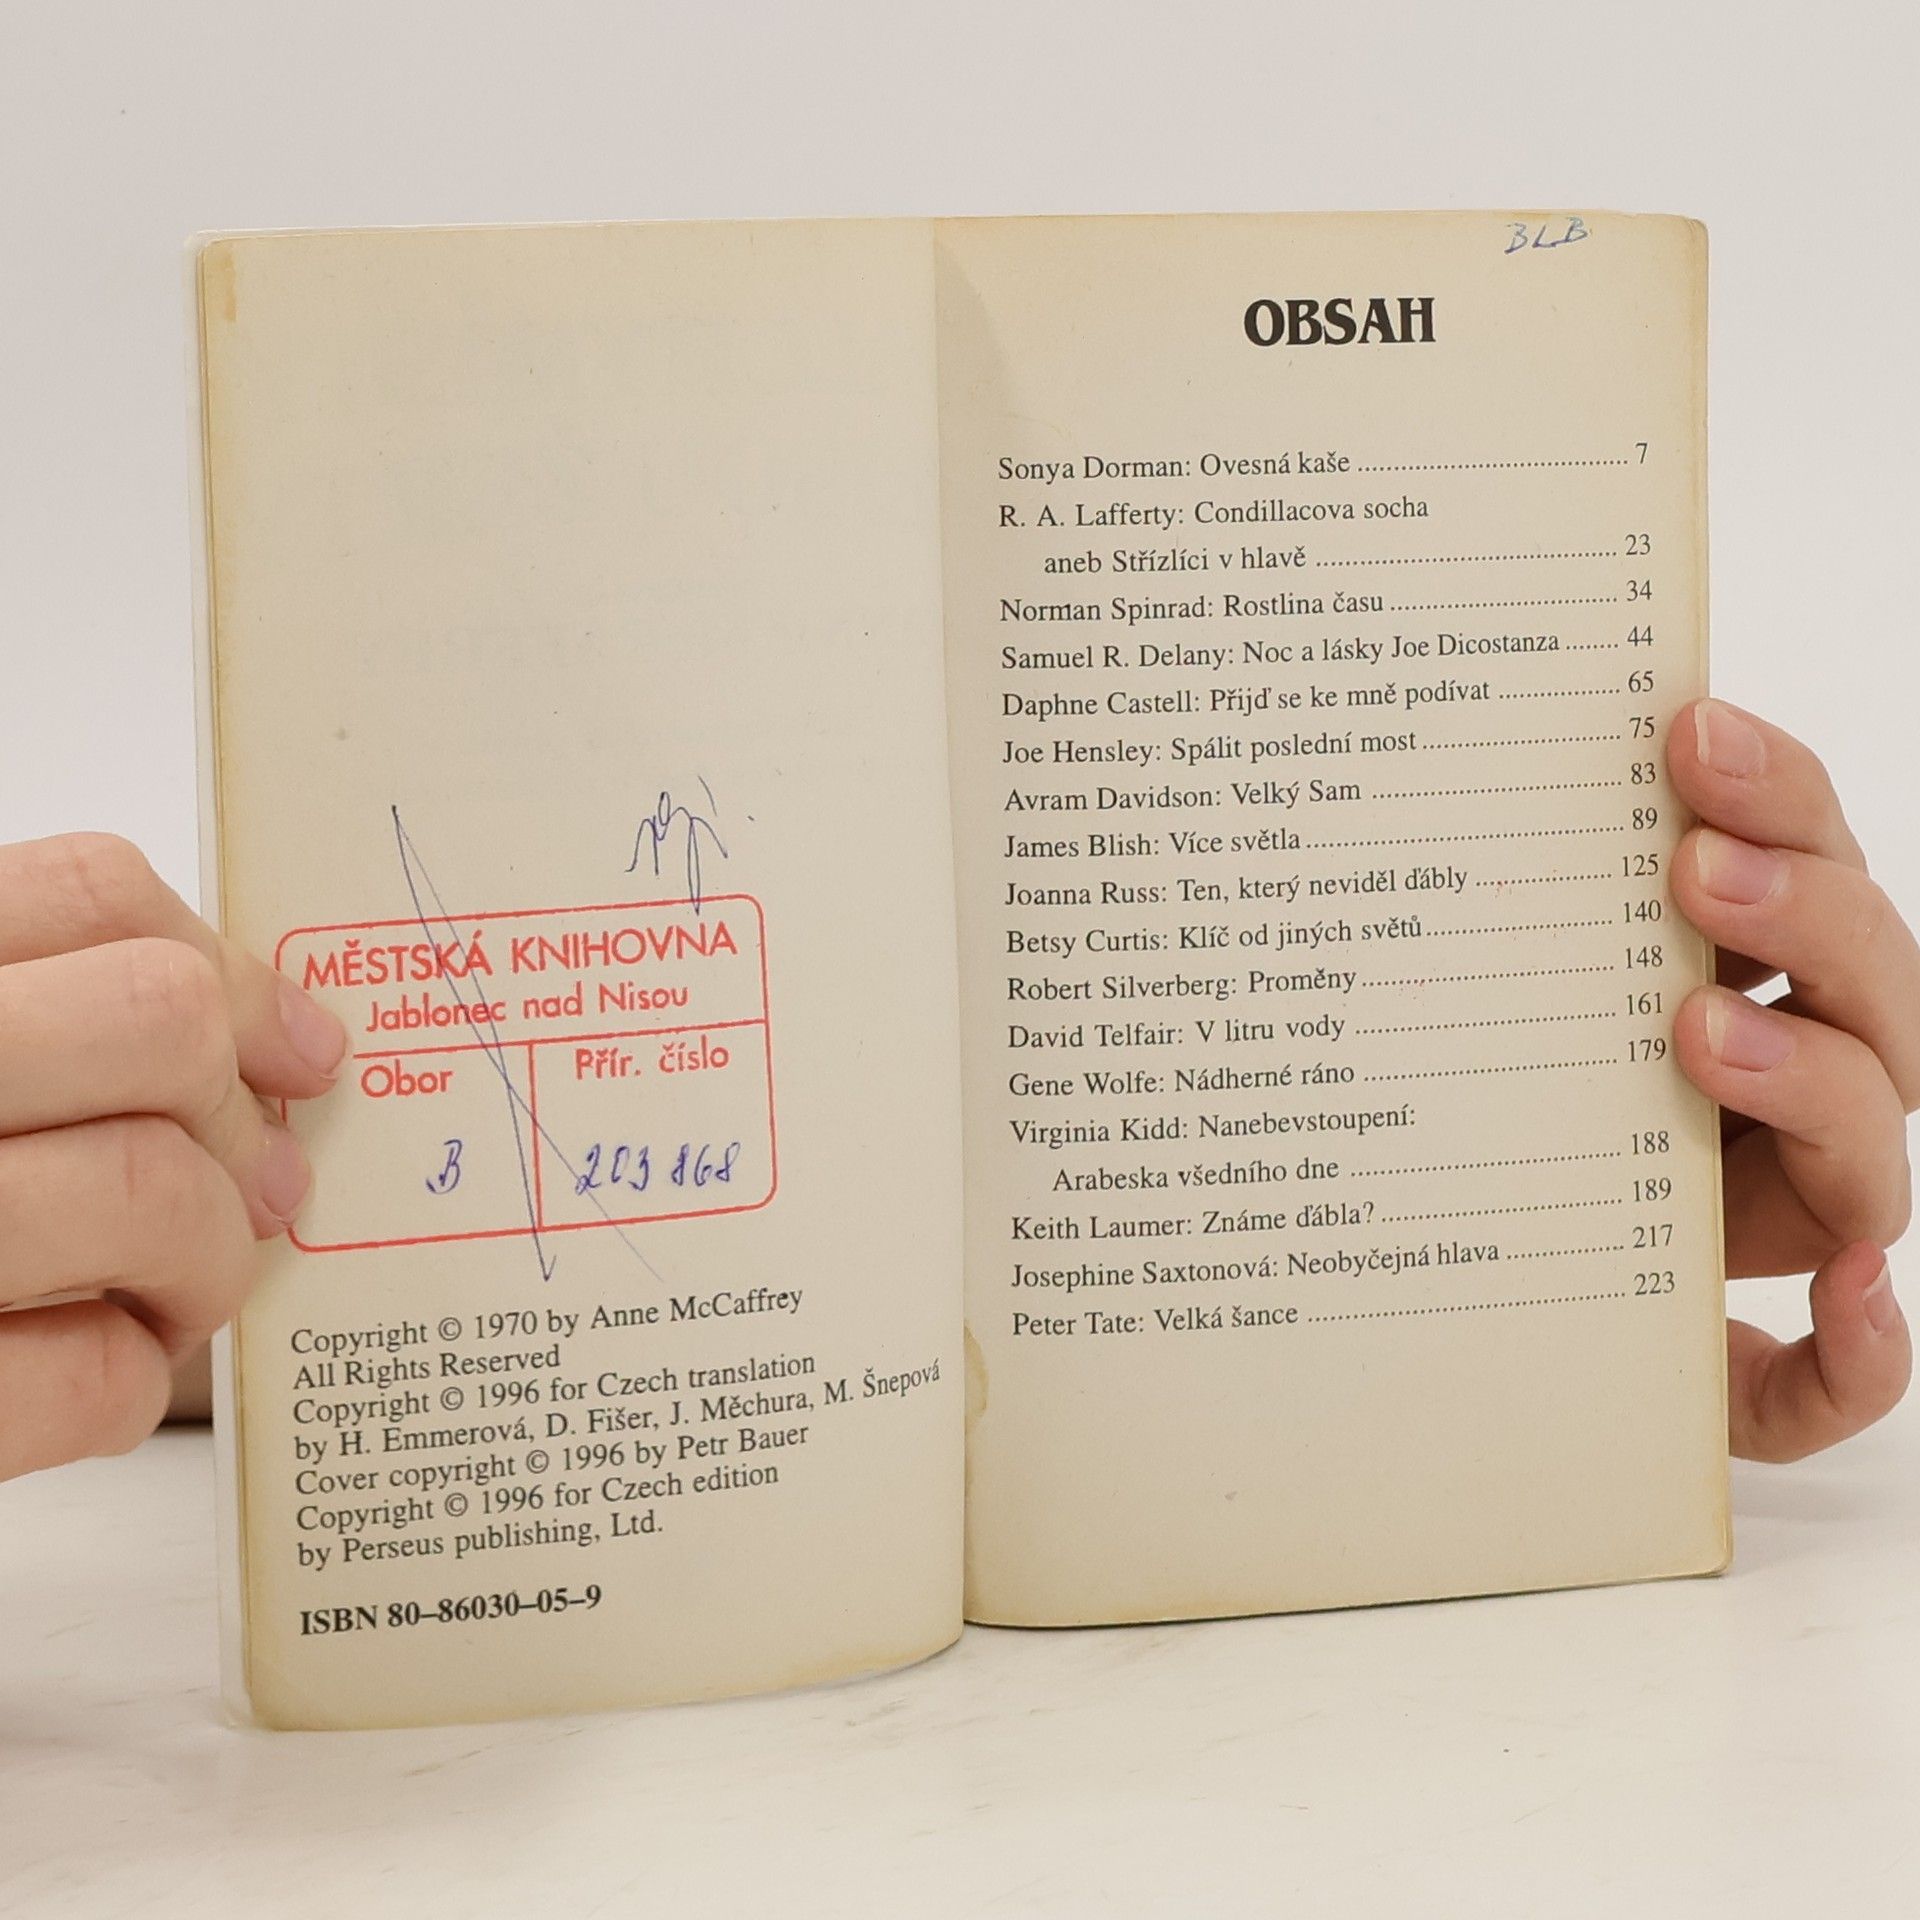 MĚSTSKÁ KNIHOVNA
Jablonec nad Nisou
Obor
Přír. číslo
B
203 868
Copyright © 1970 by Anne McCaffrey
All Rights Reserved
Copyright © 1996 for Czech translation
by H. Emmerová, D. Fišer, J. Měchura, M. Šnepová
Cover copyright © 1996 by Petr Bauer
Copyright © 1996 for Czech edition
by Perseus publishing, Ltd.
ISBN 80–86030–05–9
BLB
OBSAH
Sonya Dorman: Ovesná kaše ..................................... 7
R. A. Lafferty: Condillacova socha
aneb Střízlíci v hlavě ......................................... 23
Norman Spinrad: Rostlina času ............................... 34
Samuel R. Delany: Noc a lásky Joe Dicostanza ....... 44
Daphne Castell: Přijď se ke mně podívat ................. 65
Joe Hensley: Spálit poslední most ........................... 75
Avram Davidson: Velký Sam .................................. 83
James Blish: Více světla ........................................... 89
Joanna Russ: Ten, který neviděl ďábly ................... 125
Betsy Curtis: Klíč od jiných světů .......................... 140
Robert Silverberg: Proměny ................................... 148
David Telfair: V litru vody .................................... 161
Gene Wolfe: Nádherné ráno ................................... 179
Virginia Kidd: Nanebevstoupení:
Arabeska všedního dne ..................................... 188
Keith Laumer: Známe ďábla? ................................. 189
Josephine Saxtonová: Neobyčejná hlava ................ 217
Peter Tate: Velká šance ........................................... 223